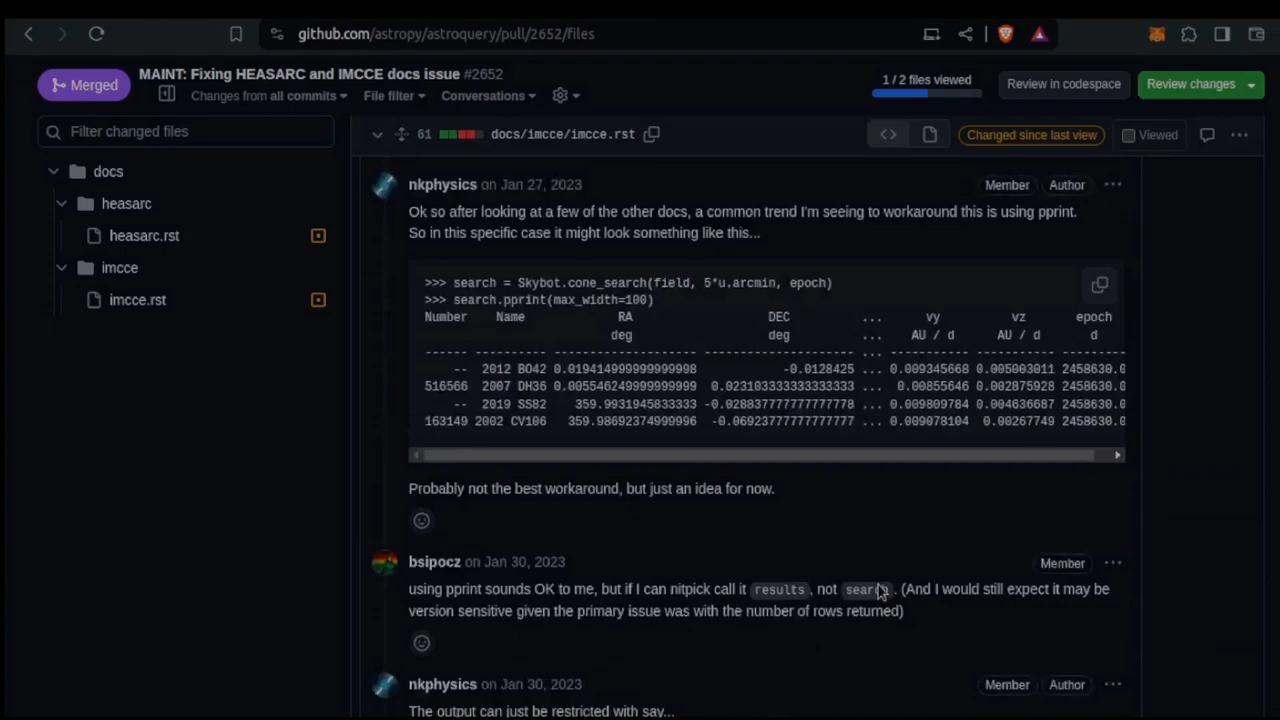 github.com/astropy/astroquery/pull/2652/files
Merged
MAINT: Fixing HEASARC and IMCCE docs issue #2652
Changes from all commits
File filter
Conversations
1 / 2 files viewed
Review in codespace
Review changes
Filter changed files
docs
heasarc
heasarc.rst
imcce
imcce.rst
61 docs/imcce/imcce.rst
Changed since last view
Viewed
nkphysics on Jan 27, 2023
Member Author
Ok so after looking at a few of the other docs, a common trend I'm seeing to workaround this is using pprint.
So in this specific case it might look something like this...
>>> search = Skybot.cone_search(field, 5*u.arcmin, epoch)
>>> search.pprint(max_width=100)
Number Name RA DEC ... vy vz epoch
deg deg ... AU / d AU / d d
------ ---------- ------------------ -------------------- ... ----------- ----------- ---------
-- 2012 BO42 0.019414999999999998 -0.0128425 ... 0.009345668 0.005003011 2458630.0
516566 2007 DH36 0.005546249999999999 0.023103333333333333 ... 0.00855646 0.002875928 2458630.0
-- 2019 SS82 359.9931945833333 -0.028837777777777778 ... 0.009809784 0.004636687 2458630.0
163149 2002 CV106 359.98692374999996 -0.06923777777777777 ... 0.009078104 0.00267749 2458630.0
Probably not the best workaround, but just an idea for now.
bsipocz on Jan 30, 2023
Member
using pprint sounds OK to me, but if I can nitpick call it results, not search. (And I would still expect it may be
version sensitive given the primary issue was with the number of rows returned)
nkphysics on Jan 30, 2023
Member Author
The output can just be restricted with say...